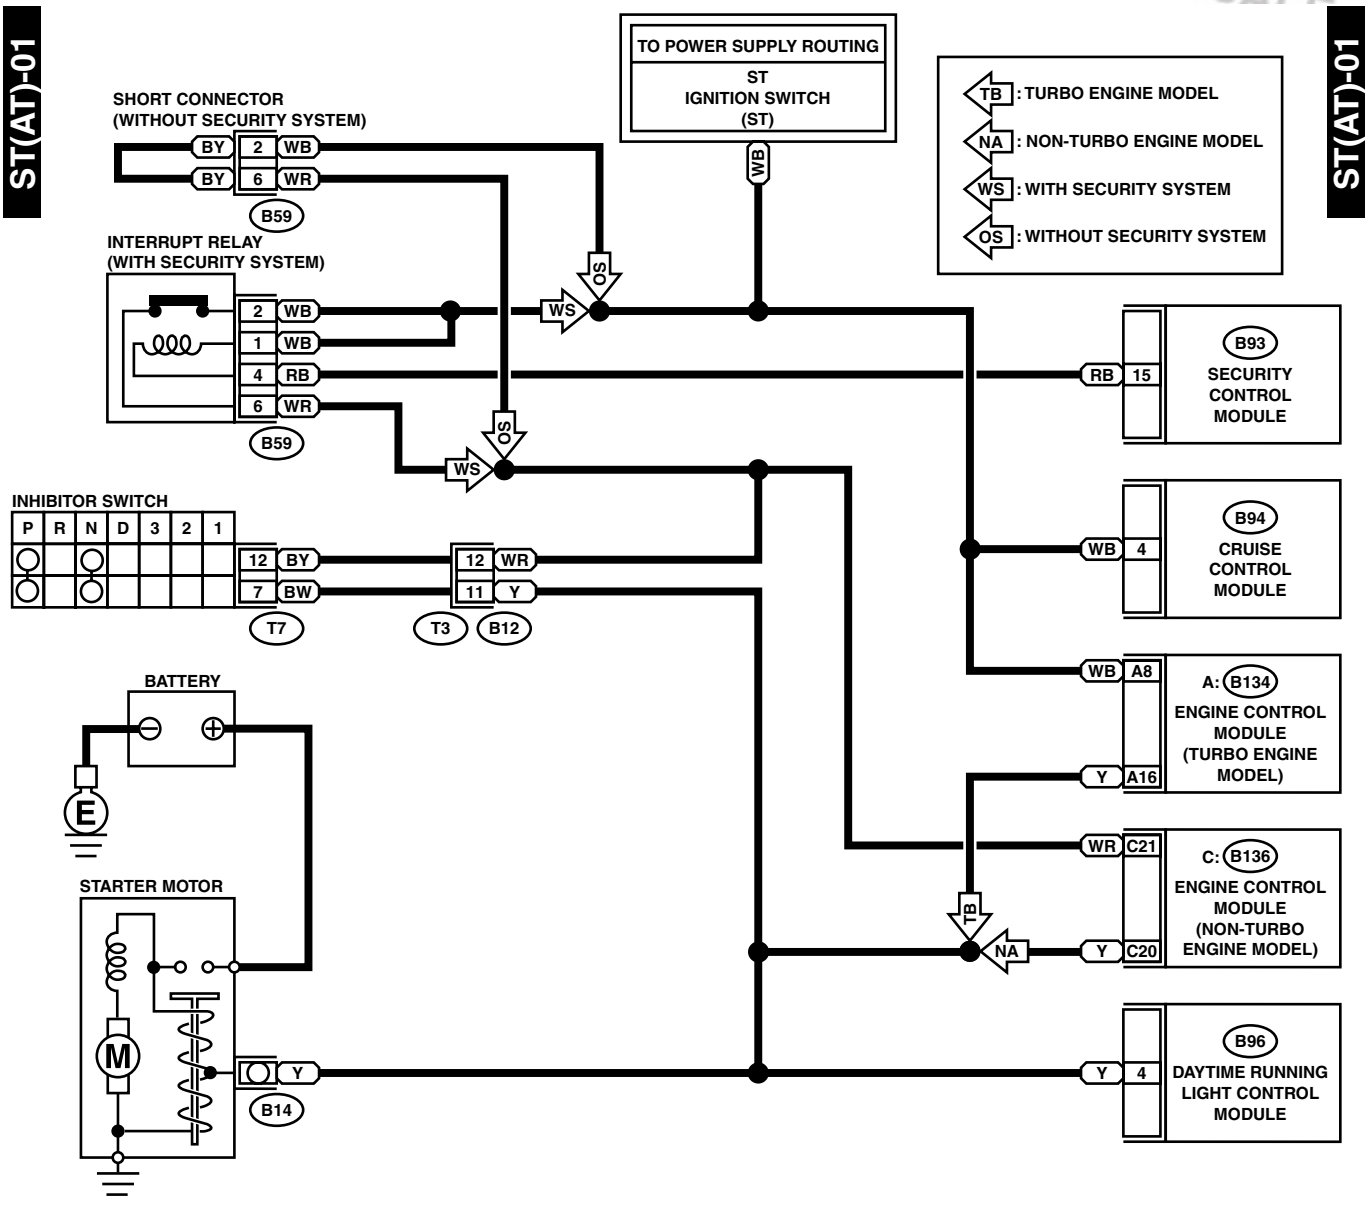 ST(AT)-01
ST(AT)-01
TO POWER SUPPLY ROUTING
ST
IGNITION SWITCH
(ST)
WB
TB : TURBO ENGINE MODEL
NA : NON-TURBO ENGINE MODEL
WS : WITH SECURITY SYSTEM
OS : WITHOUT SECURITY SYSTEM
SHORT CONNECTOR
(WITHOUT SECURITY SYSTEM)
BY 2 WB
BY 6 WR
B59
INTERRUPT RELAY
(WITH SECURITY SYSTEM)
OS
2 WB
WS
1 WB
4 RB
6 WR
B59
OS
WS
RB 15
B93
SECURITY
CONTROL
MODULE
INHIBITOR SWITCH
P R N D 3 2 1
12 BY
7 BW
T7
12 WR
11 Y
T3
B12
WB 4
B94
CRUISE
CONTROL
MODULE
BATTERY
E
WB A8
Y A16
A: B134
ENGINE CONTROL
MODULE
(TURBO ENGINE
MODEL)
WR C21
TB
NA
Y C20
C: B136
ENGINE CONTROL
MODULE
(NON-TURBO
ENGINE MODEL)
STARTER MOTOR
M
Y
B14
Y 4
B96
DAYTIME RUNNING
LIGHT CONTROL
MODULE